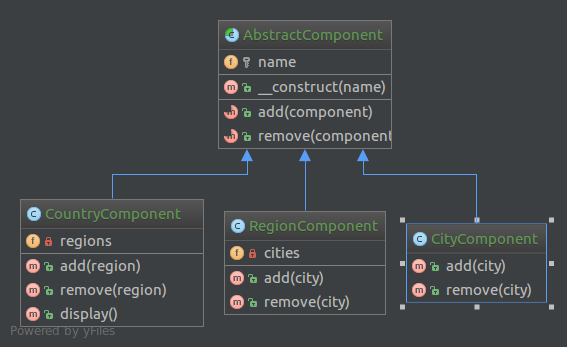 AbstractComponent
name
__construct(name)
add(component)
remove(component
CountryComponent
regions
add(region)
remove(region)
display()
RegionComponent
cities
add(city)
remove(city)
CityComponent
add(city)
remove(city)
Powered by yFiles